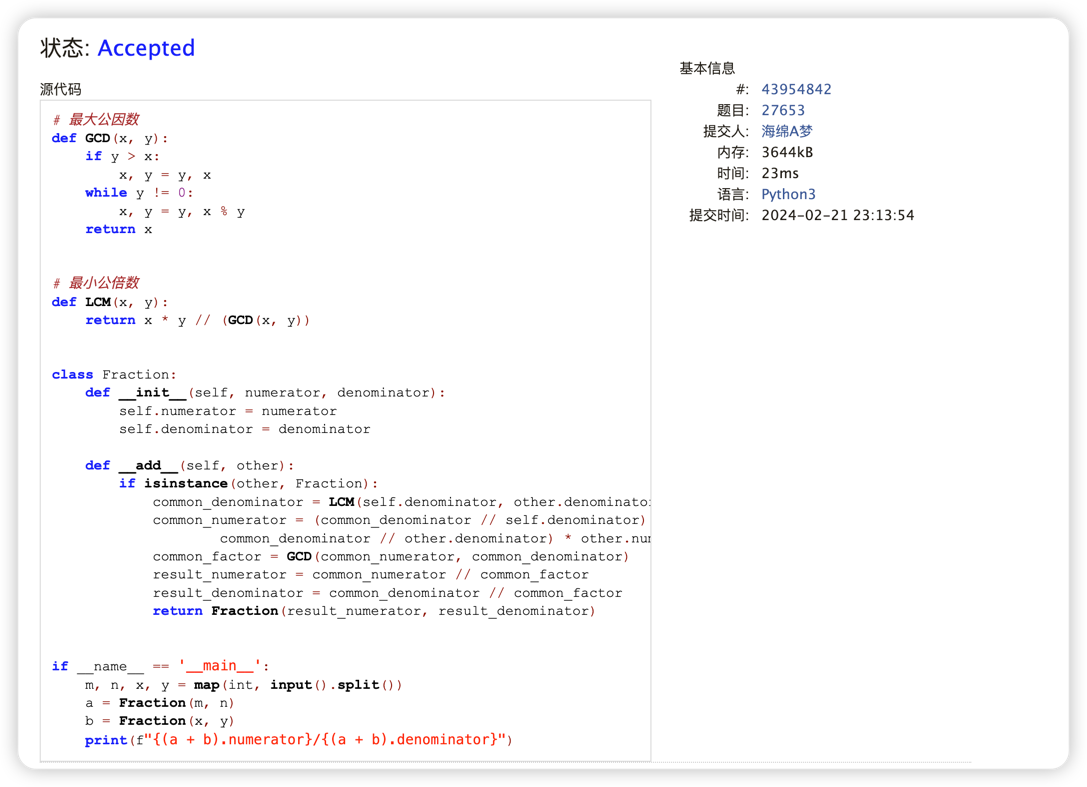 状态: Accepted
源代码
# 最大公因数
def GCD(x, y):
    if y > x:
        x, y = y, x
    while y != 0:
        x, y = y, x % y
    return x
# 最小公倍数
def LCM(x, y):
    return x * y // (GCD(x, y))
class Fraction:
    def __init__(self, numerator, denominator):
        self.numerator = numerator
        self.denominator = denominator
    def __add__(self, other):
        if isinstance(other, Fraction):
            common_denominator = LCM(self.denominator, other.denominato
            common_numerator = (common_denominator // self.denominator)
                    common_denominator // other.denominator) * other.nu
            common_factor = GCD(common_numerator, common_denominator)
            result_numerator = common_numerator // common_factor
            result_denominator = common_denominator // common_factor
            return Fraction(result_numerator, result_denominator)
if __name__ == '__main__':
    m, n, x, y = map(int, input().split())
    a = Fraction(m, n)
    b = Fraction(x, y)
    print(f"{(a + b).numerator}/{(a + b).denominator}")
基本信息
#: 43954842
题目: 27653
提交人: 海绵A梦
内存: 3644kB
时间: 23ms
语言: Python3
提交时间: 2024-02-21 23:13:54